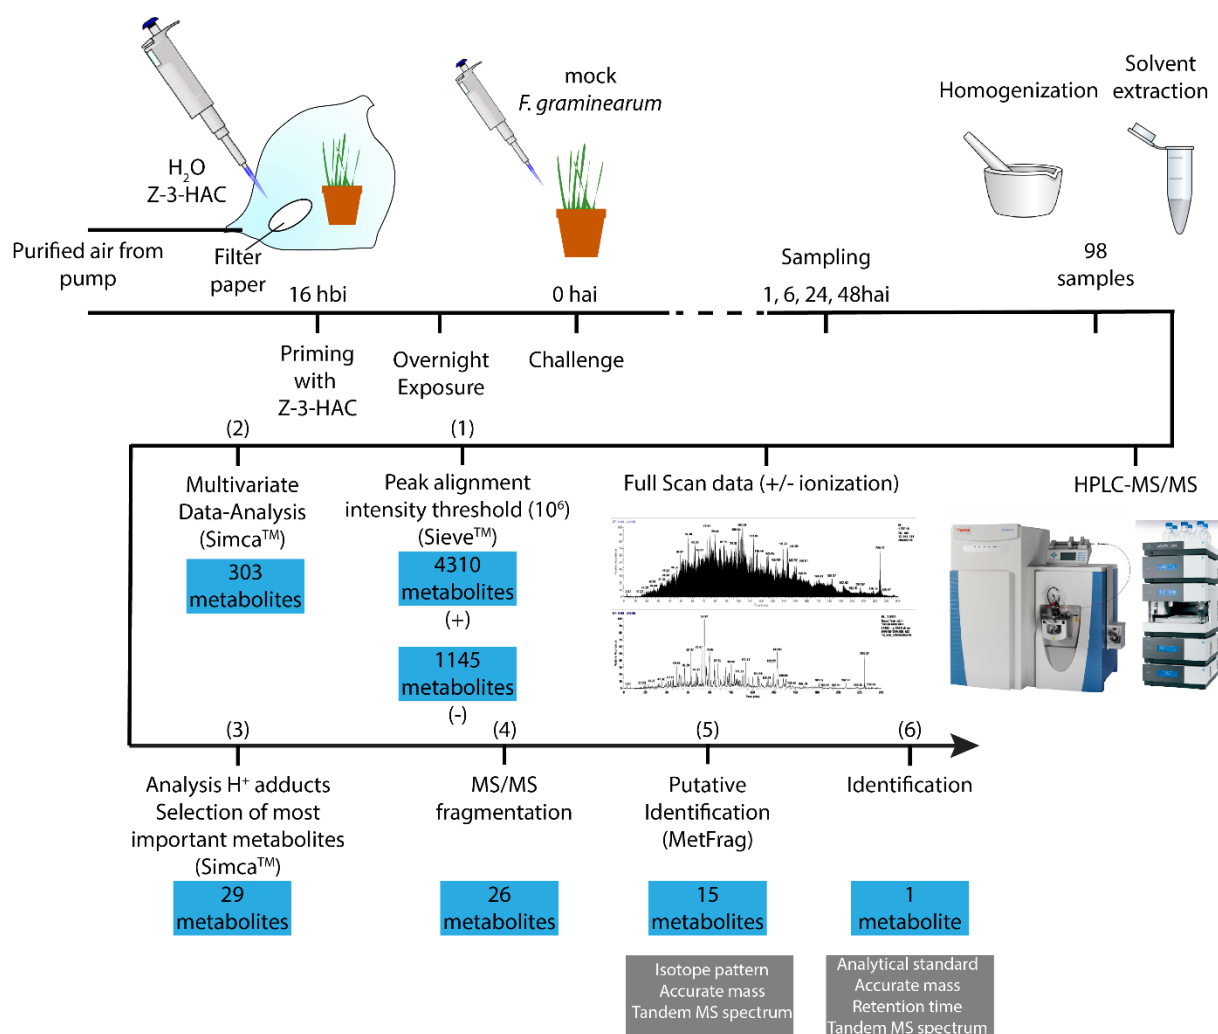 mock
F. graminearum
Homogenization
Solvent
extraction
H₂O
Z-3-HAC
Purified air from
pump
Filter
paper
16 hbi
0 hai
Sampling
1, 6, 24, 48hai
98
samples
Priming
with
Z-3-HAC
Overnight
Exposure
Challenge
(2)
(1)
Multivariate
Data-Analysis
(Simca™)
303
metabolites
Peak alignment
intensity threshold (10⁶)
(Sieve™)
4310
metabolites
(+)
1145
metabolites
(-)
Full Scan data (+/- ionization)
HPLC-MS/MS
(3)
(4)
(5)
(6)
Analysis H⁺ adducts
Selection of most
important metabolites
(Simca™)
29
metabolites
MS/MS
fragmentation
26
metabolites
Putative
Identification
(MetFrag)
15
metabolites
Isotope pattern
Accurate mass
Tandem MS spectrum
Identification
1
metabolite
Analytical standard
Accurate mass
Retention time
Tandem MS spectrum